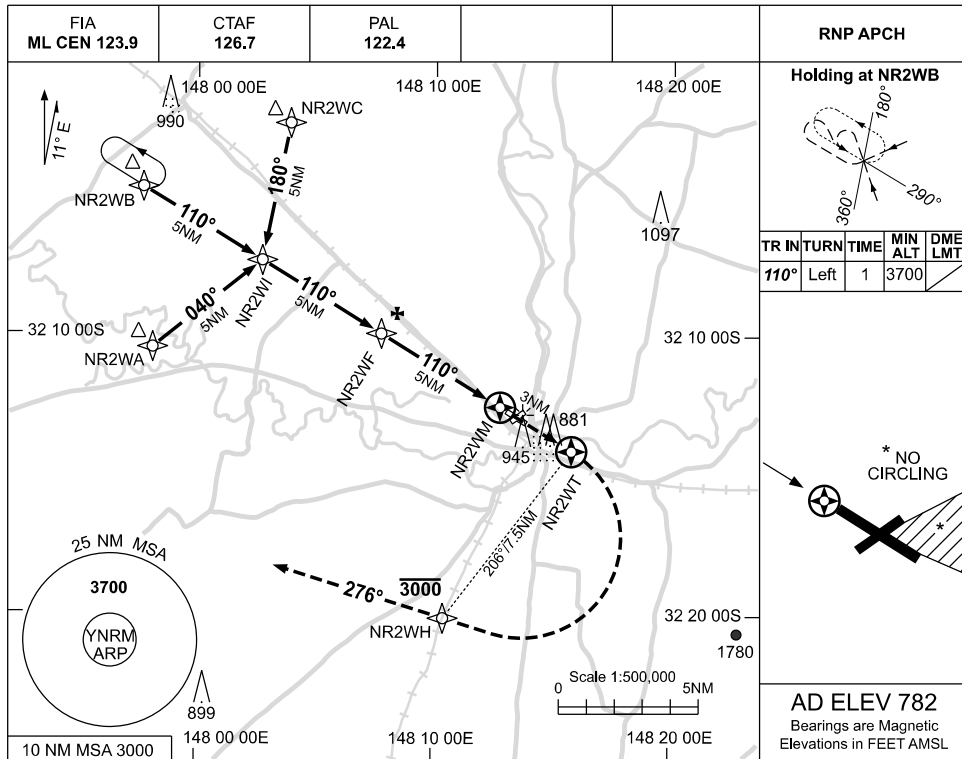 FIA
ML CEN 123.9
CTAF
126.7
PAL
122.4
RNP APCH
148 00 00E
148 10 00E
148 20 00E
11° E
990
NR2WC
180°
5NM
NR2WB
110°
5NM
1097
NR2WI
040°
5NM
110°
5NM
32 10 00S
32 10 00S
NR2WA
NR2WF
110°
5NM
3NM
881
NR2WM
945
NR2WT
206°/7.5NM
25 NM MSA
3700
YNRM
ARP
276°
3000
NR2WH
32 20 00S
1780
Scale 1:500,000
0
5NM
899
10 NM MSA 3000
148 00 00E
148 10 00E
148 20 00E
Holding at NR2WB
180°
290°
360°
TR IN TURN TIME MIN ALT DME LMT
110° Left 1 3700
* NO
CIRCLING
*
AD ELEV 782
Bearings are Magnetic
Elevations in FEET AMSL